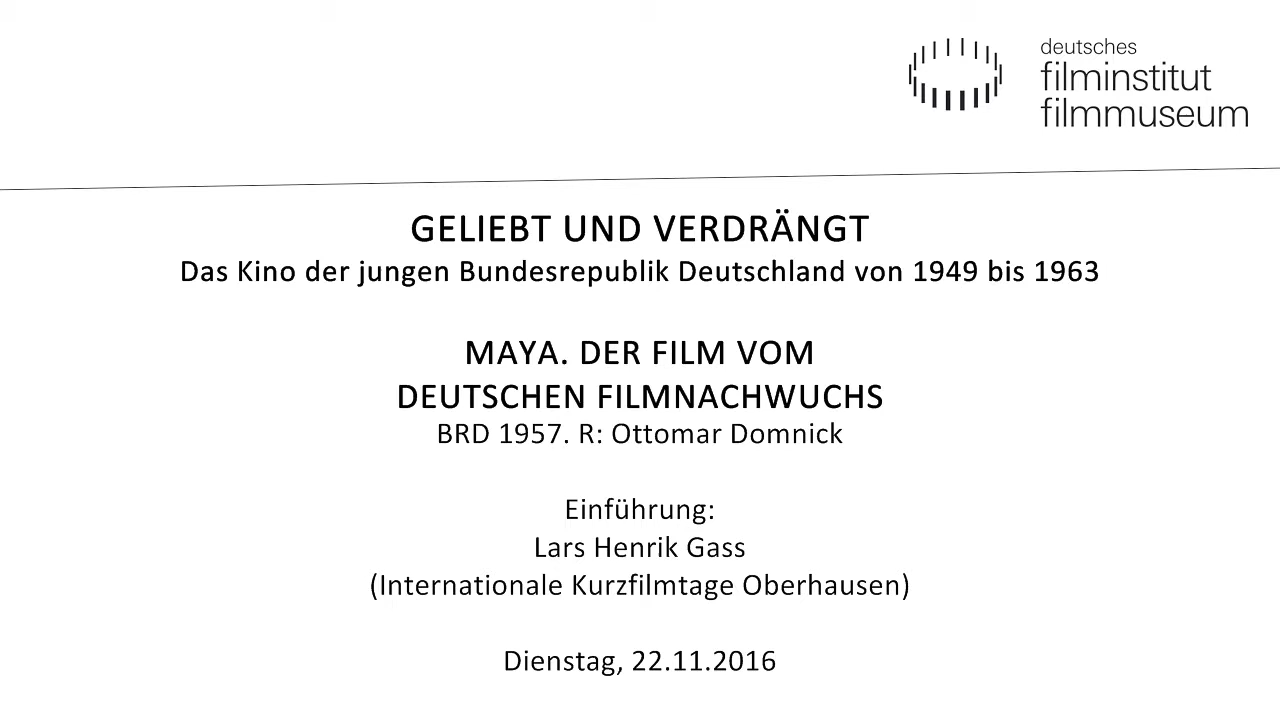 deutsches
filminstitut
filmmuseum
GELIEBT UND VERDRÄNGT
Das Kino der jungen Bundesrepublik Deutschland von 1949 bis 1963
MAYA. DER FILM VOM
DEUTSCHEN FILMNACHWUCHS
BRD 1957. R: Ottomar Domnick
Einführung:
Lars Henrik Gass
(Internationale Kurzfilmtage Oberhausen)
Dienstag, 22.11.2016